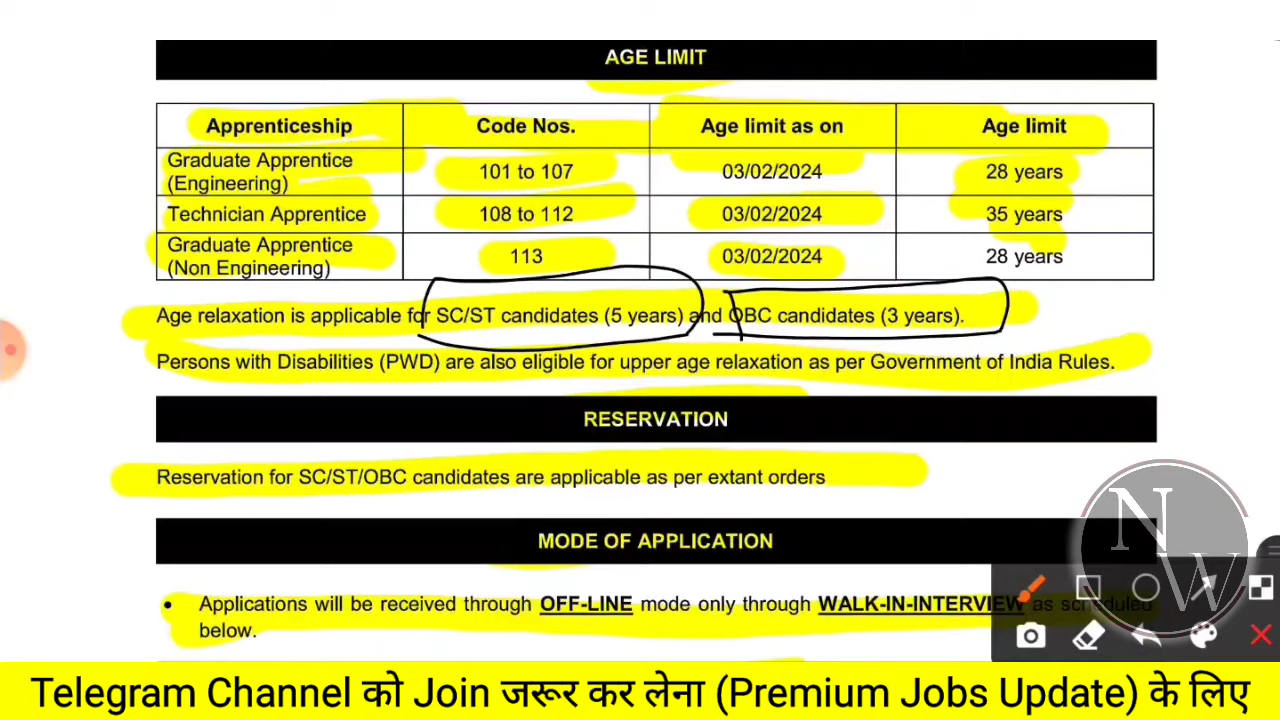 AGE LIMIT
Apprenticeship Code Nos. Age limit as on Age limit
Graduate Apprentice (Engineering) 101 to 107 03/02/2024 28 years
Technician Apprentice 108 to 112 03/02/2024 35 years
Graduate Apprentice (Non Engineering) 113 03/02/2024 28 years
Age relaxation is applicable for SC/ST candidates (5 years) and OBC candidates (3 years).
Persons with Disabilities (PWD) are also eligible for upper age relaxation as per Government of India Rules.
RESERVATION
Reservation for SC/ST/OBC candidates are applicable as per extant orders
MODE OF APPLICATION
• Applications will be received through OFF-LINE mode only through WALK-IN-INTERVIEW as scheduled
below.
NW
Telegram Channel को Join जरूर कर लेना (Premium Jobs Update) के लिए